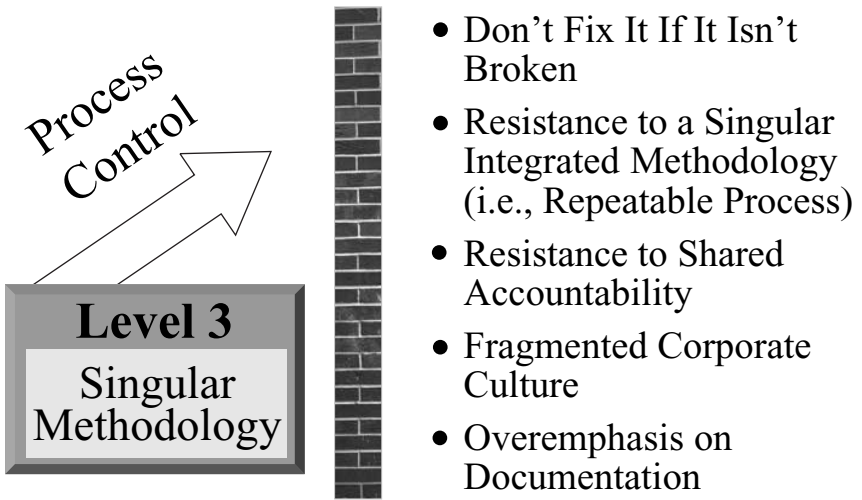 Process
Control
Level 3
Singular
Methodology
• Don’t Fix It If It Isn’t
Broken
• Resistance to a Singular
Integrated Methodology
(i.e., Repeatable Process)
• Resistance to Shared
Accountability
• Fragmented Corporate
Culture
• Overemphasis on
Documentation